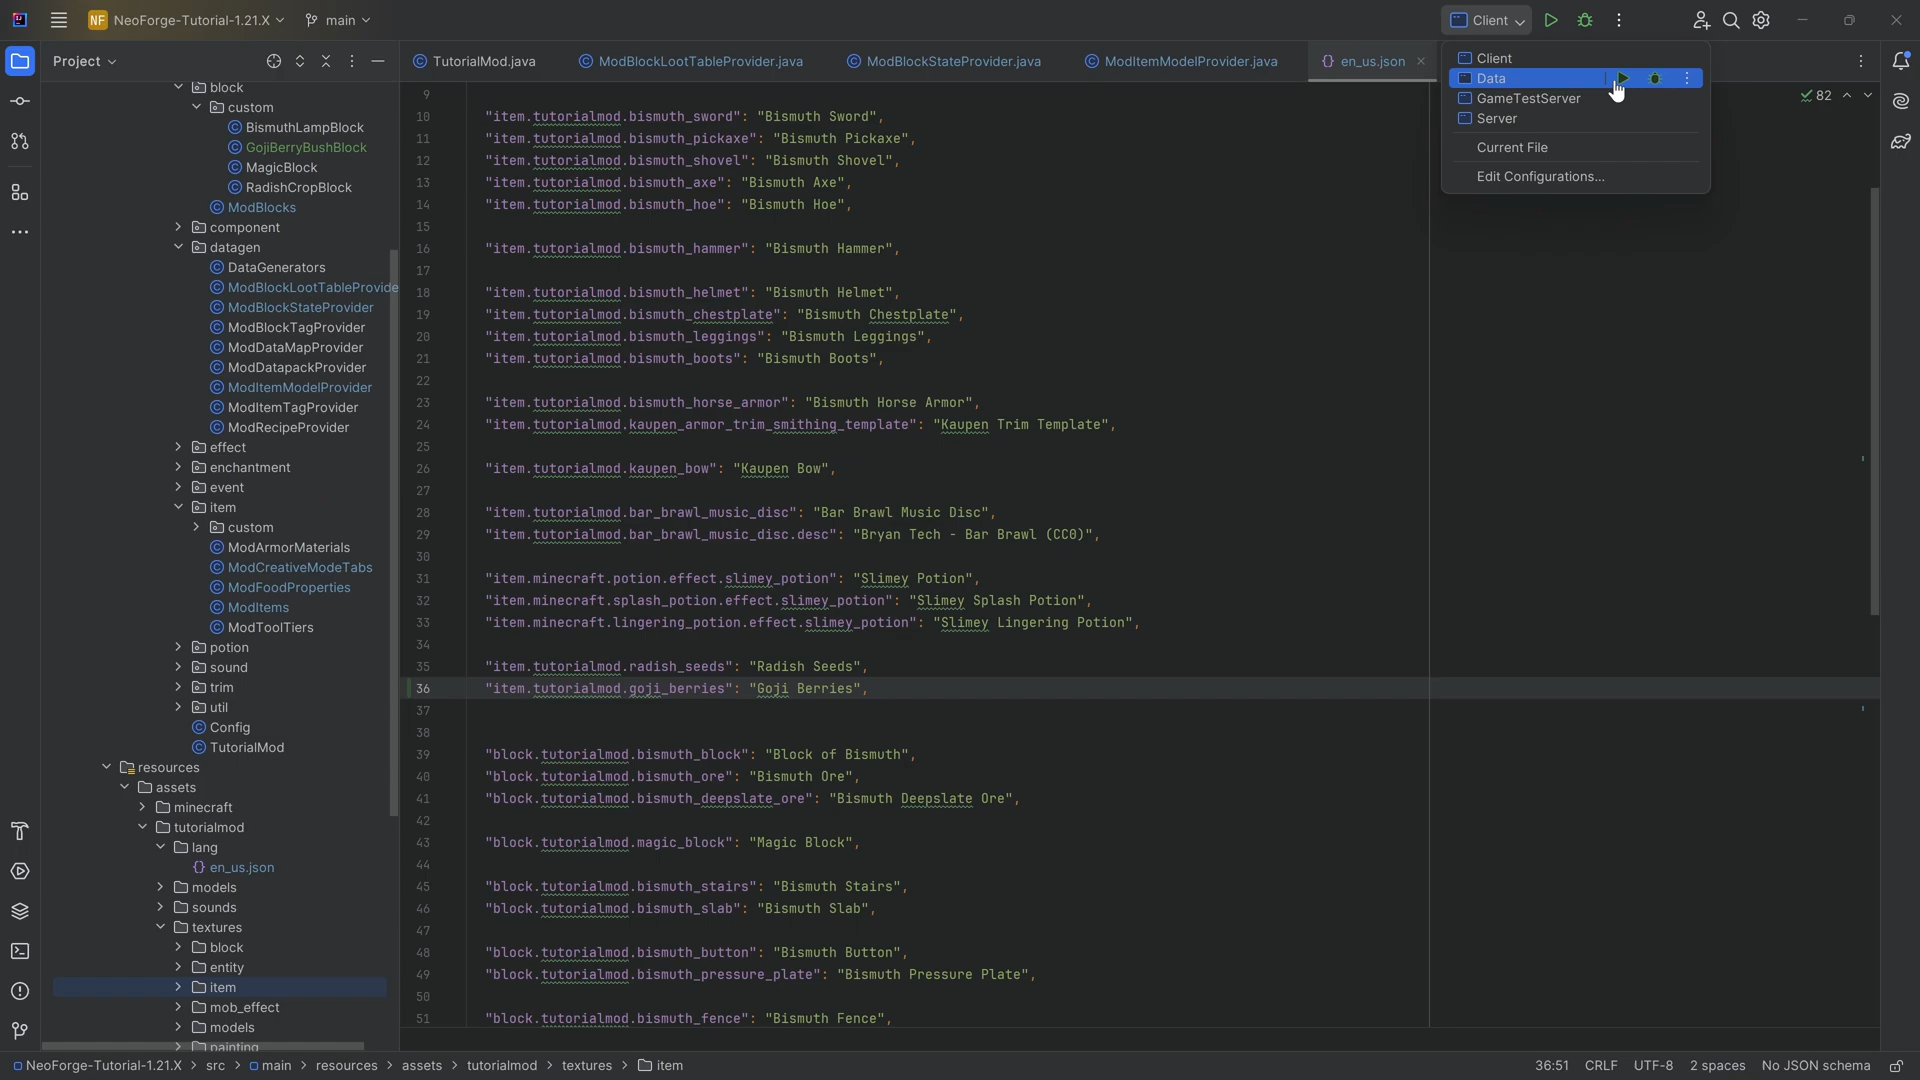 NF NeoForge-Tutorial-1.21.X main Client
Project TutorialMod.java ModBlockLootTableProvider.java ModBlockStateProvider.java ModItemModelProvider.java en_us.json
Client
Data
GameTestServer
Server
Current File
Edit Configurations...
82
block
custom
BismuthLampBlock
GojiBerryBushBlock
MagicBlock
RadishCropBlock
ModBlocks
component
datagen
DataGenerators
ModBlockLootTableProvide
ModBlockStateProvider
ModBlockTagProvider
ModDataMapProvider
ModDatapackProvider
ModItemModelProvider
ModItemTagProvider
ModRecipeProvider
effect
enchantment
event
item
custom
ModArmorMaterials
ModCreativeModeTabs
ModFoodProperties
ModItems
ModToolTiers
potion
sound
trim
util
Config
TutorialMod
resources
assets
minecraft
tutorialmod
lang
en_us.json
models
sounds
textures
block
entity
item
mob_effect
models
painting
9
10 "item.tutorialmod.bismuth_sword": "Bismuth Sword",
11 "item.tutorialmod.bismuth_pickaxe": "Bismuth Pickaxe",
12 "item.tutorialmod.bismuth_shovel": "Bismuth Shovel",
13 "item.tutorialmod.bismuth_axe": "Bismuth Axe",
14 "item.tutorialmod.bismuth_hoe": "Bismuth Hoe",
15
16 "item.tutorialmod.bismuth_hammer": "Bismuth Hammer",
17
18 "item.tutorialmod.bismuth_helmet": "Bismuth Helmet",
19 "item.tutorialmod.bismuth_chestplate": "Bismuth Chestplate",
20 "item.tutorialmod.bismuth_leggings": "Bismuth Leggings",
21 "item.tutorialmod.bismuth_boots": "Bismuth Boots",
22
23 "item.tutorialmod.bismuth_horse_armor": "Bismuth Horse Armor",
24 "item.tutorialmod.kaupen_armor_trim_smithing_template": "Kaupen Trim Template",
25
26 "item.tutorialmod.kaupen_bow": "Kaupen Bow",
27
28 "item.tutorialmod.bar_brawl_music_disc": "Bar Brawl Music Disc",
29 "item.tutorialmod.bar_brawl_music_disc.desc": "Bryan Tech - Bar Brawl (CC0)",
30
31 "item.minecraft.potion.effect.slimey_potion": "Slimey Potion",
32 "item.minecraft.splash_potion.effect.slimey_potion": "Slimey Splash Potion",
33 "item.minecraft.lingering_potion.effect.slimey_potion": "Slimey Lingering Potion",
34
35 "item.tutorialmod.radish_seeds": "Radish Seeds",
36 "item.tutorialmod.goji_berries": "Goji Berries",
37
38
39 "block.tutorialmod.bismuth_block": "Block of Bismuth",
40 "block.tutorialmod.bismuth_ore": "Bismuth Ore",
41 "block.tutorialmod.bismuth_deepslate_ore": "Bismuth Deepslate Ore",
42
43 "block.tutorialmod.magic_block": "Magic Block",
44
45 "block.tutorialmod.bismuth_stairs": "Bismuth Stairs",
46 "block.tutorialmod.bismuth_slab": "Bismuth Slab",
47
48 "block.tutorialmod.bismuth_button": "Bismuth Button",
49 "block.tutorialmod.bismuth_pressure_plate": "Bismuth Pressure Plate",
50
51 "block.tutorialmod.bismuth_fence": "Bismuth Fence",
NeoForge-Tutorial-1.21.X > src > main > resources > assets > tutorialmod > textures > item 36:51 CRLF UTF-8 2 spaces No JSON schema